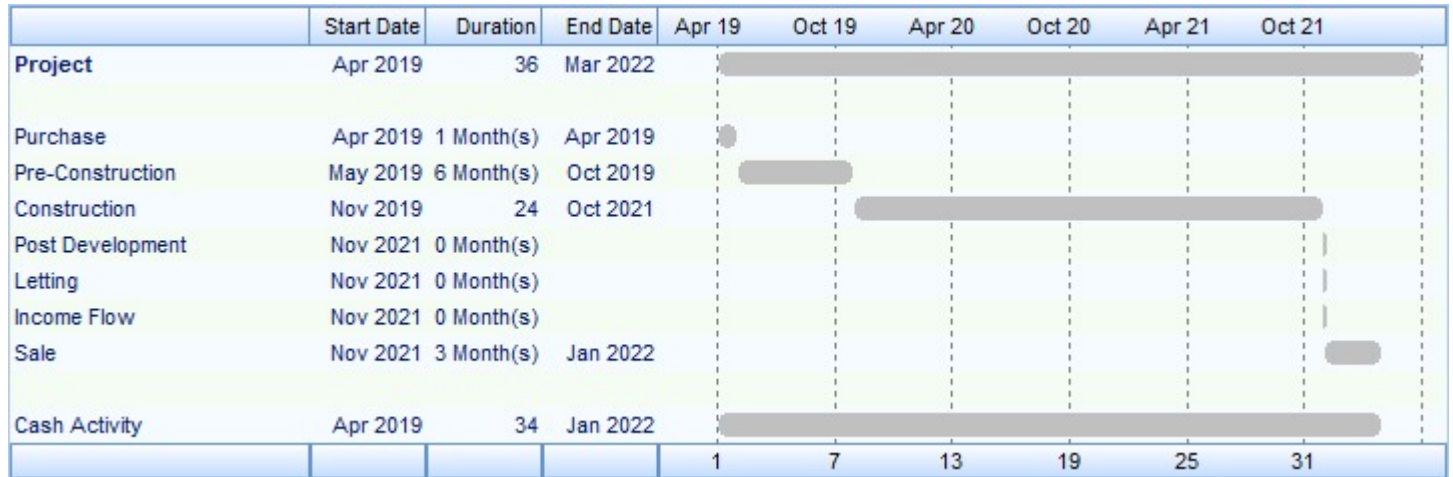 Start Date Duration End Date Apr 19 Oct 19 Apr 20 Oct 20 Apr 21 Oct 21
Project Apr 2019 36 Mar 2022
Purchase Apr 2019 1 Month(s) Apr 2019
Pre-Construction May 2019 6 Month(s) Oct 2019
Construction Nov 2019 24 Oct 2021
Post Development Nov 2021 0 Month(s)
Letting Nov 2021 0 Month(s)
Income Flow Nov 2021 0 Month(s)
Sale Nov 2021 3 Month(s) Jan 2022
Cash Activity Apr 2019 34 Jan 2022
1 7 13 19 25 31